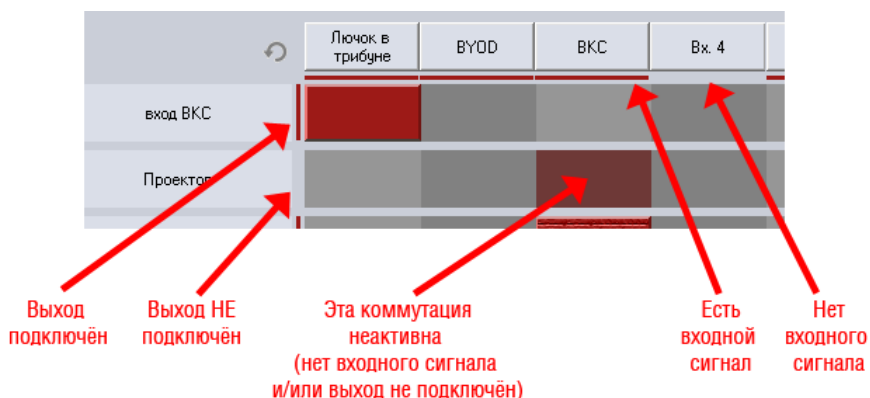 Лючок в
трибуне
BYOD
ВКС
Вх. 4
вход ВКС
Проектор
Выход
подключён
Выход НЕ
подключён
Эта коммутация
неактивна
(нет входного сигнала
и/или выход не подключён)
Есть
входной
сигнал
Нет
входного
сигнала